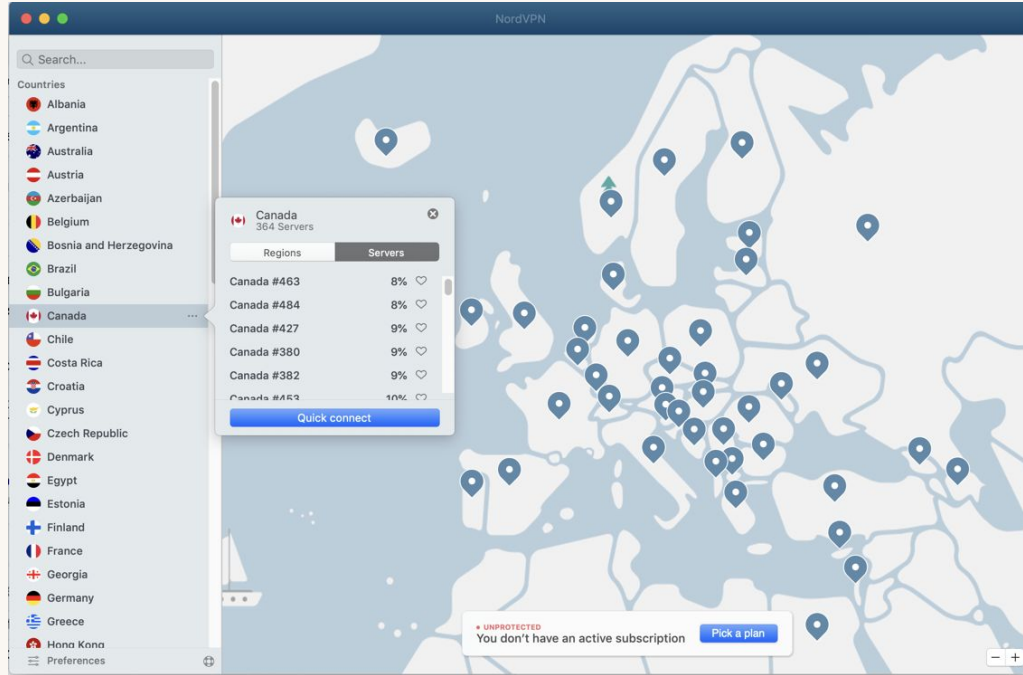 NordVPN
Search...
Countries
Albania
Argentina
Australia
Austria
Azerbaijan
Belgium
Bosnia and Herzegovina
Brazil
Bulgaria
Canada
Chile
Costa Rica
Croatia
Cyprus
Czech Republic
Denmark
Egypt
Estonia
Finland
France
Georgia
Germany
Greece
Hong Kong
Preferences
Canada
364 Servers
Regions Servers
Canada #463 8%
Canada #484 8%
Canada #427 9%
Canada #380 9%
Canada #382 9%
Canada #453 10%
Quick connect
UNPROTECTED
You don't have an active subscription
Pick a plan